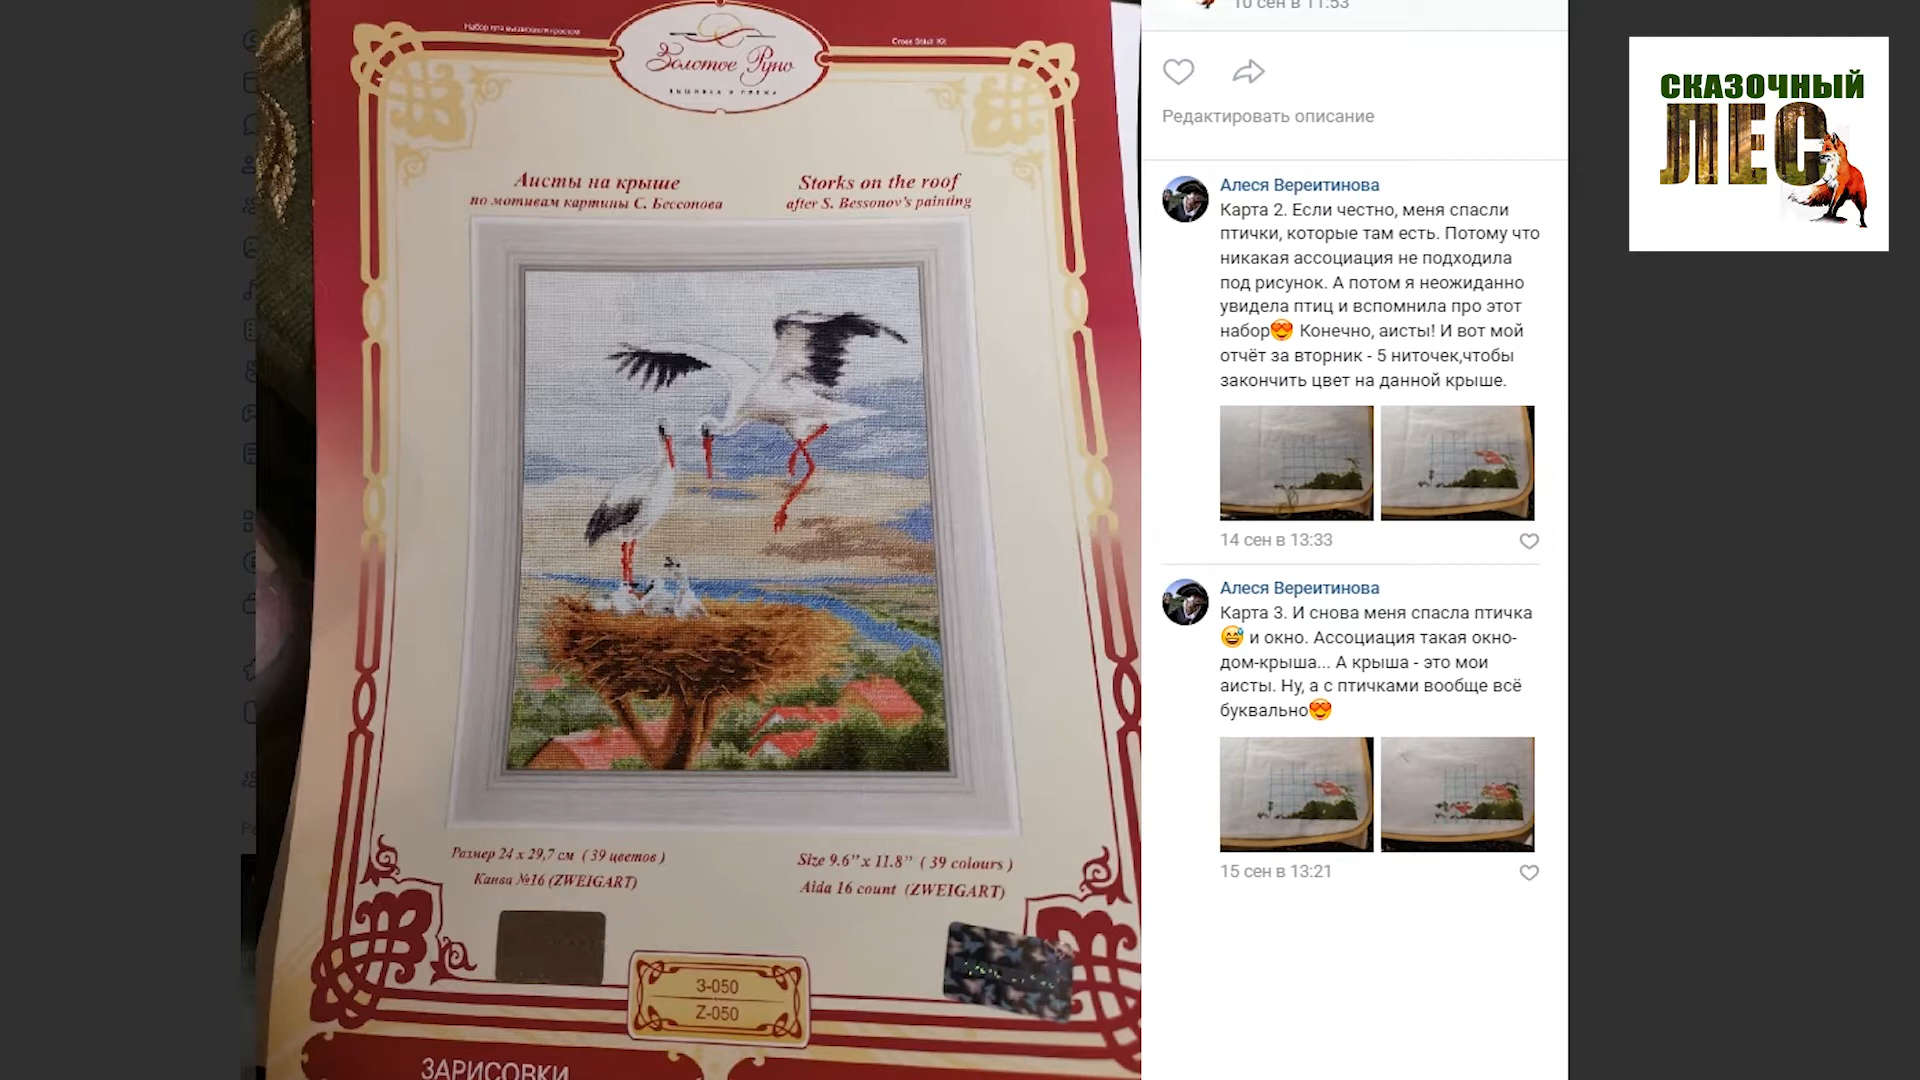 Набор для вышивания крестом
Cross Stitch Kit
Золотое Руно
Аисты на крыше
по мотивам картины С. Бессонова
Storks on the roof
after S. Bessonov's painting
Размер 24 х 29,7 см ( 39 цветов )
Канва №16 (ZWEIGART)
Size 9.6” x 11.8” ( 39 colours )
Aida 16 count (ZWEIGART)
З-050
Z-050
ЗАРИСОВКИ
10 сен в 11:53
Редактировать описание
Алеся Вереитинова
Карта 2. Если честно, меня спасли
птички, которые там есть. Потому что
никакая ассоциация не подходила
под рисунок. А потом я неожиданно
увидела птиц и вспомнила про этот
набор😍 Конечно, аисты! И вот мой
отчёт за вторник - 5 ниточек,чтобы
закончить цвет на данной крыше.
14 сен в 13:33
Алеся Вереитинова
Карта 3. И снова меня спасла птичка
😅 и окно. Ассоциация такая окно-
дом-крыша... А крыша - это мои
аисты. Ну, а с птичками вообще всё
буквально😍
15 сен в 13:21
СКАЗОЧНЫЙ
ЛЕС